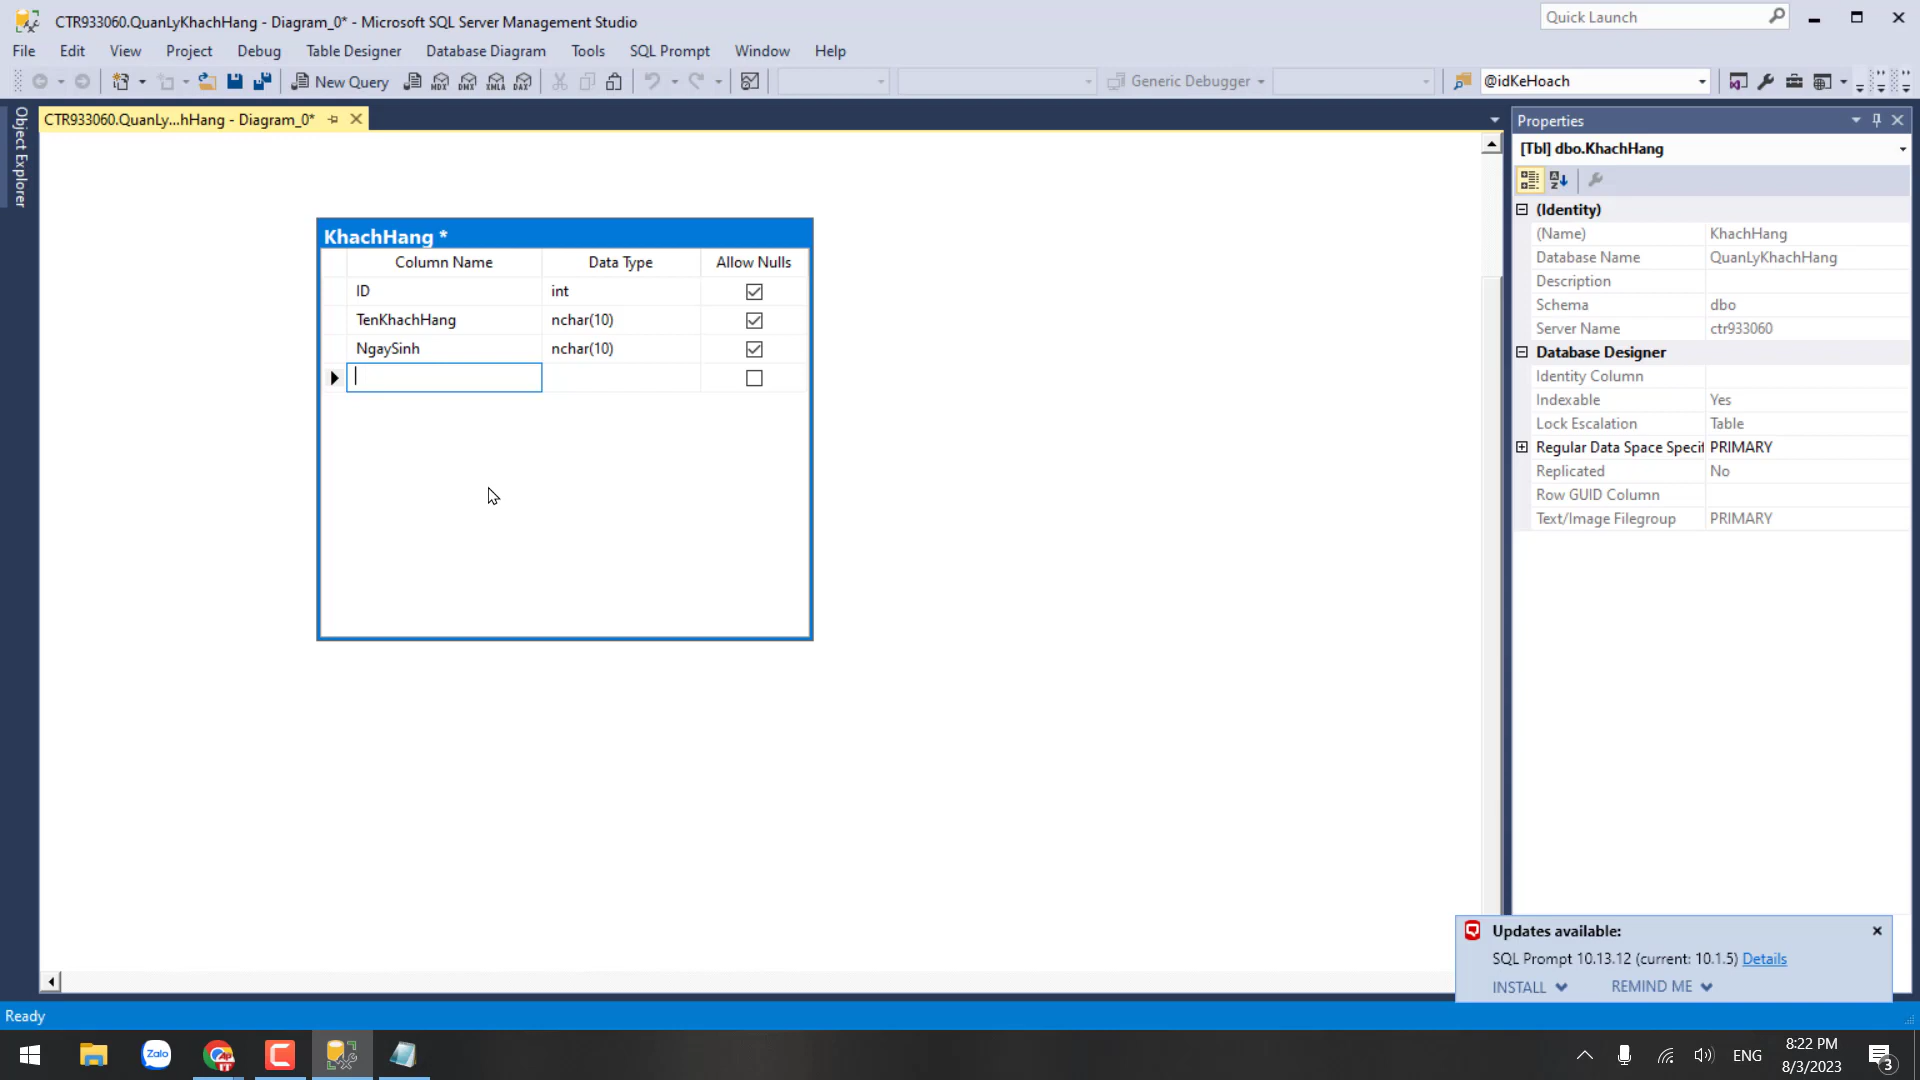 CTR933060.QuanLyKhachHang - Diagram_0* - Microsoft SQL Server Management Studio
Quick Launch
File Edit View Project Debug Table Designer Database Diagram Tools SQL Prompt Window Help
New Query MDX DMX XMLA DAX Generic Debugger @idKeHoach
CTR933060.QuanLy...hHang - Diagram_0*
Object Explorer
KhachHang *
Column Name Data Type Allow Nulls
ID int
TenKhachHang nchar(10)
NgaySinh nchar(10)
Properties
[Tbl] dbo.KhachHang
(Identity)
(Name) KhachHang
Database Name QuanLyKhachHang
Description
Schema dbo
Server Name ctr933060
Database Designer
Identity Column
Indexable Yes
Lock Escalation Table
Regular Data Space Specif PRIMARY
Replicated No
Row GUID Column
Text/Image Filegroup PRIMARY
Updates available:
SQL Prompt 10.13.12 (current: 10.1.5) Details
INSTALL REMIND ME
Ready
Zalo
ENG
8:22 PM
8/3/2023
3